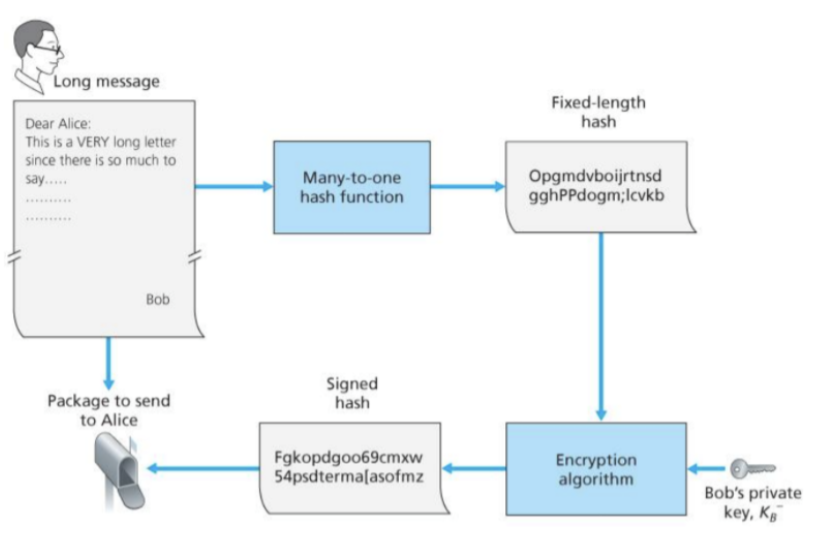 Long message
Dear Alice:
This is a VERY long letter
since there is so much to
say.....
..........
..........
Bob
Many-to-one
hash function
Fixed-length
hash
Opgmdvboijrtnsd
gghPPdogm;lcvkb
Package to send
to Alice
Signed
hash
Fgkopdgoo69cmxw
54psdterma[asofmz
Encryption
algorithm
Bob's private
key, K_B⁻